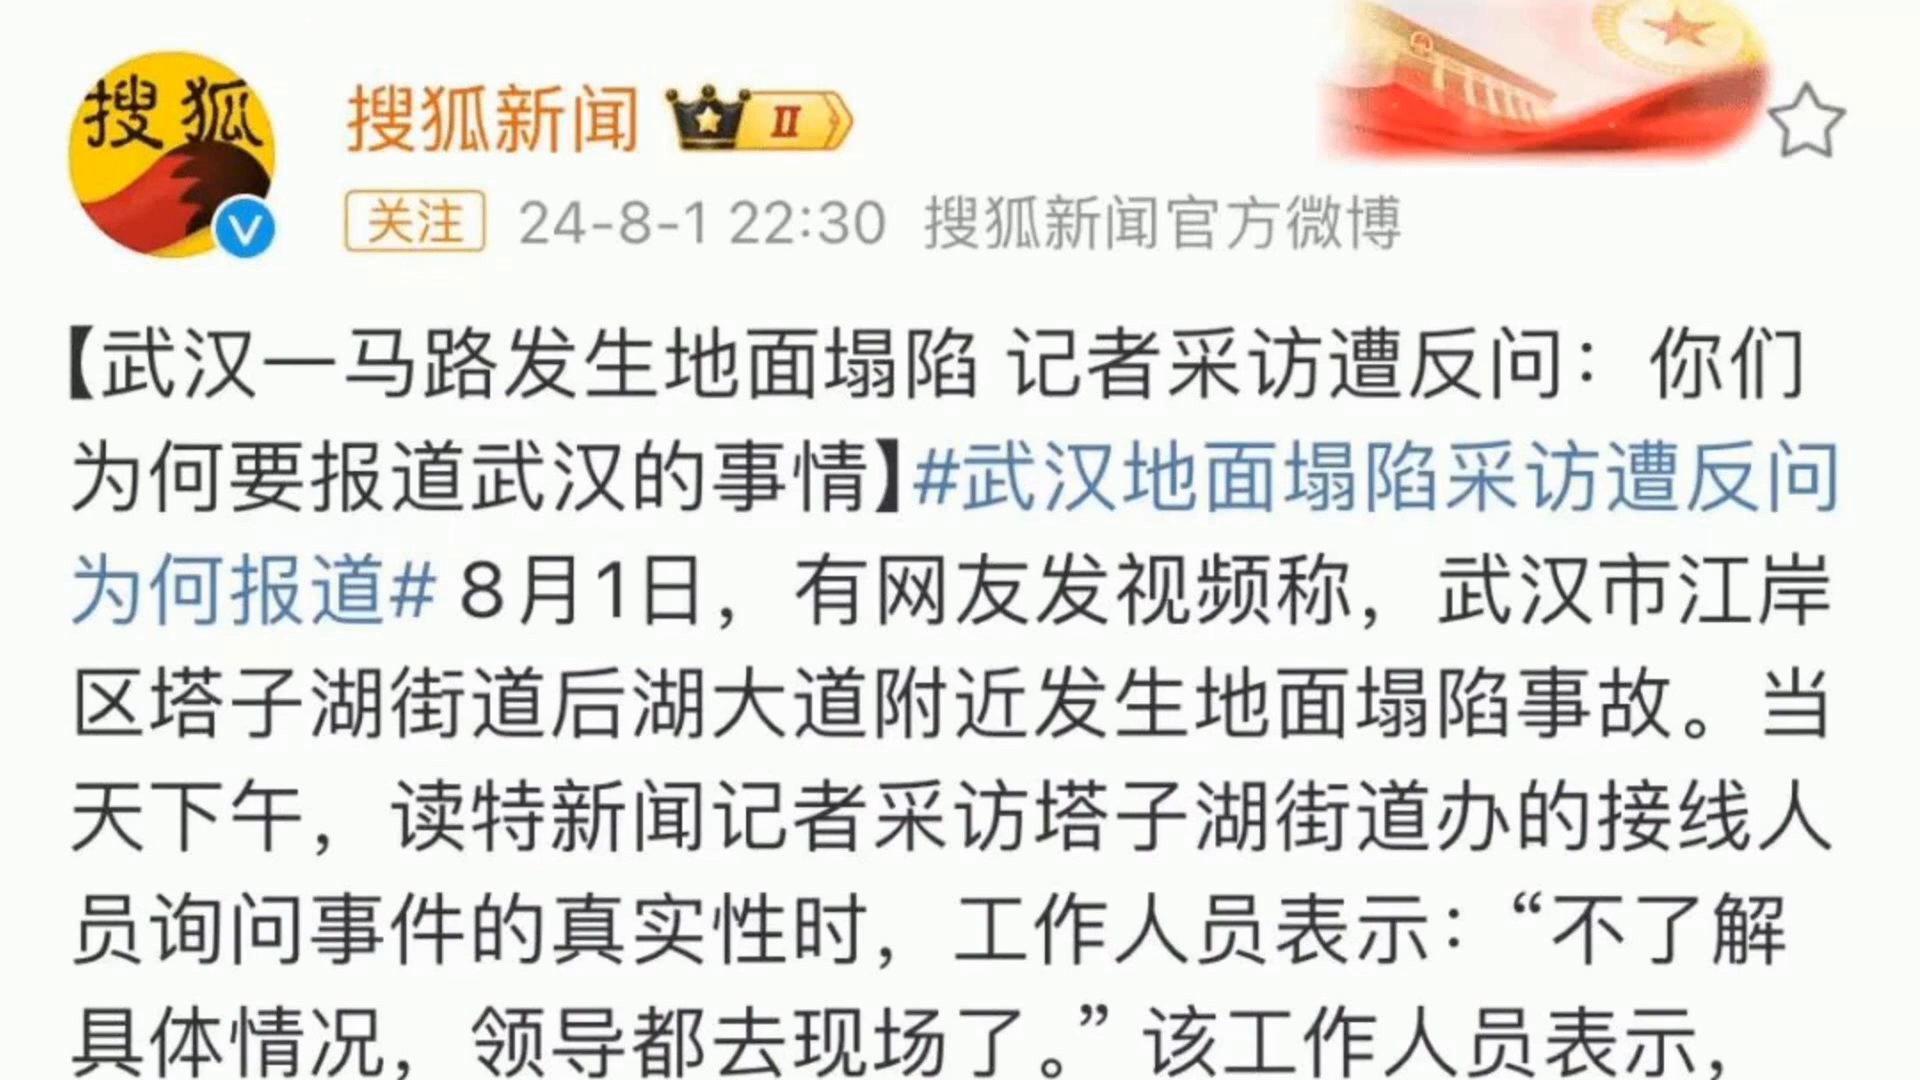 搜狐
搜狐新闻 II
关注 24-8-1 22:30 搜狐新闻官方微博
【武汉一马路发生地面塌陷 记者采访遭反问：你们
为何要报道武汉的事情】#武汉地面塌陷采访遭反问
为何报道# 8月1日，有网友发视频称，武汉市江岸
区塔子湖街道后湖大道附近发生地面塌陷事故。当
天下午，读特新闻记者采访塔子湖街道办的接线人
员询问事件的真实性时，工作人员表示：“不了解
具体情况，领导都去现场了。”该工作人员表示，